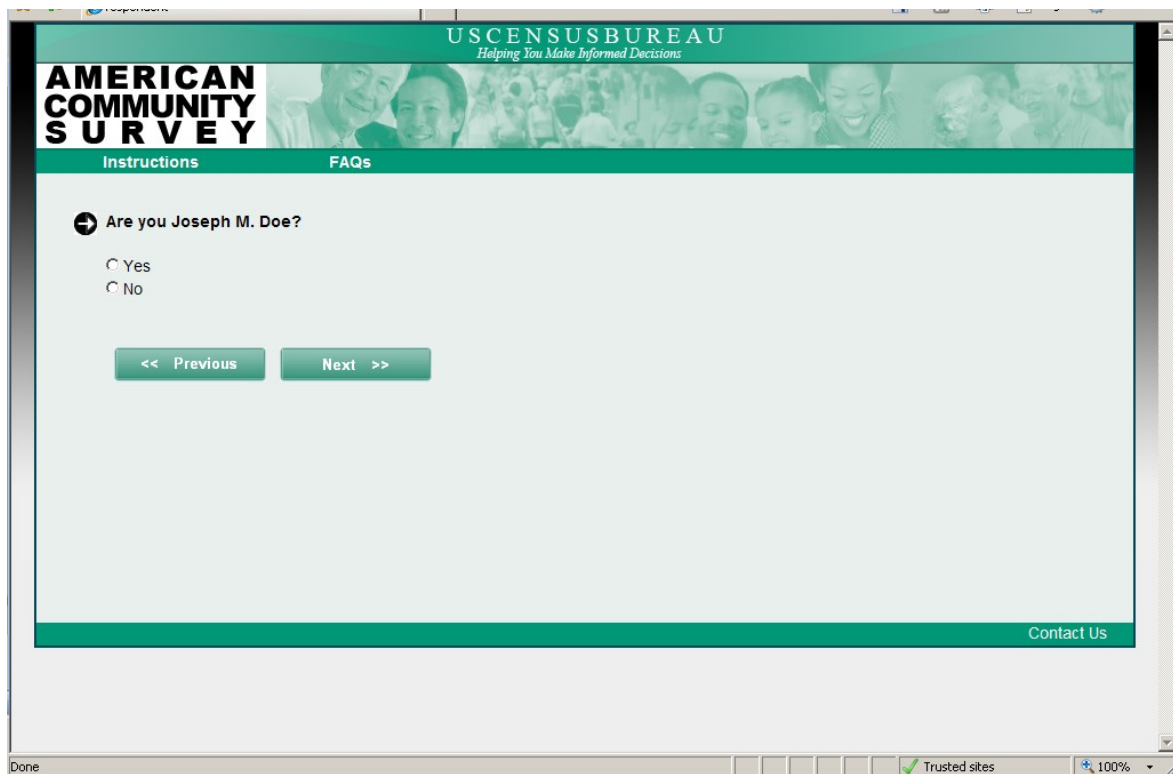 USCENSUSBUREAU
Helping You Make Informed Decisions
AMERICAN
COMMUNITY
SURVEY
Instructions FAQs
Are you Joseph M. Doe?
Yes
No
<< Previous Next >>
Contact Us
Done Trusted sites 100%